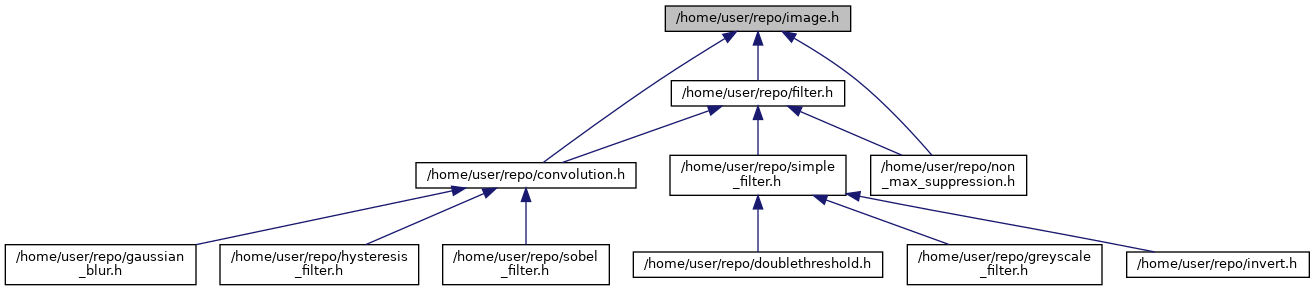 /home/user/repo/image.h
/home/user/repo/filter.h
/home/user/repo/convolution.h
/home/user/repo/simple
_filter.h
/home/user/repo/non
_max_suppression.h
/home/user/repo/gaussian
_blur.h
/home/user/repo/hysteresis
_filter.h
/home/user/repo/sobel
_filter.h
/home/user/repo/doublethreshold.h
/home/user/repo/greyscale
_filter.h
/home/user/repo/invert.h